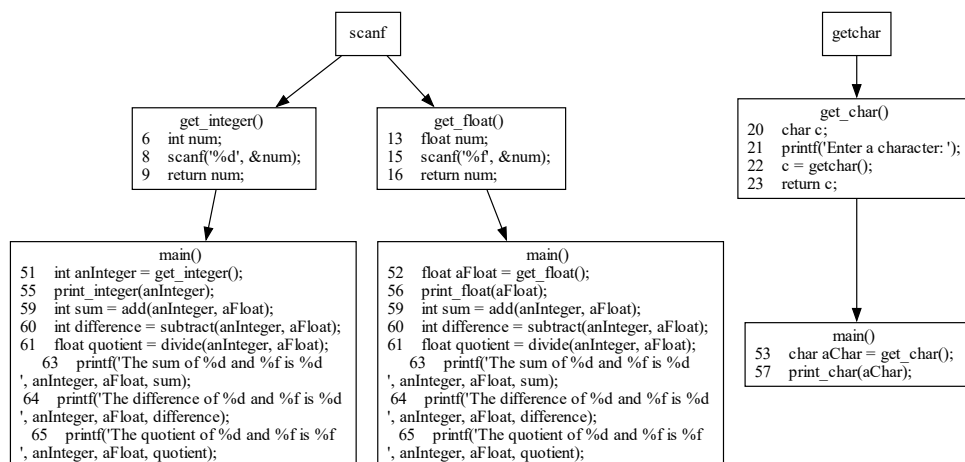 scanf
getchar
get_integer()
6 int num;
8 scanf('%d', &num);
9 return num;
get_float()
13 float num;
15 scanf('%f', &num);
16 return num;
get_char()
20 char c;
21 printf('Enter a character: ');
22 c = getchar();
23 return c;
main()
51 int anInteger = get_integer();
55 print_integer(anInteger);
59 int sum = add(anInteger, aFloat);
60 int difference = subtract(anInteger, aFloat);
61 float quotient = divide(anInteger, aFloat);
63 printf('The sum of %d and %f is %d
', anInteger, aFloat, sum);
64 printf('The difference of %d and %f is %d
', anInteger, aFloat, difference);
65 printf('The quotient of %d and %f is %f
', anInteger, aFloat, quotient);
main()
52 float aFloat = get_float();
56 print_float(aFloat);
59 int sum = add(anInteger, aFloat);
60 int difference = subtract(anInteger, aFloat);
61 float quotient = divide(anInteger, aFloat);
63 printf('The sum of %d and %f is %d
', anInteger, aFloat, sum);
64 printf('The difference of %d and %f is %d
', anInteger, aFloat, difference);
65 printf('The quotient of %d and %f is %f
', anInteger, aFloat, quotient);
main()
53 char aChar = get_char();
57 print_char(aChar);